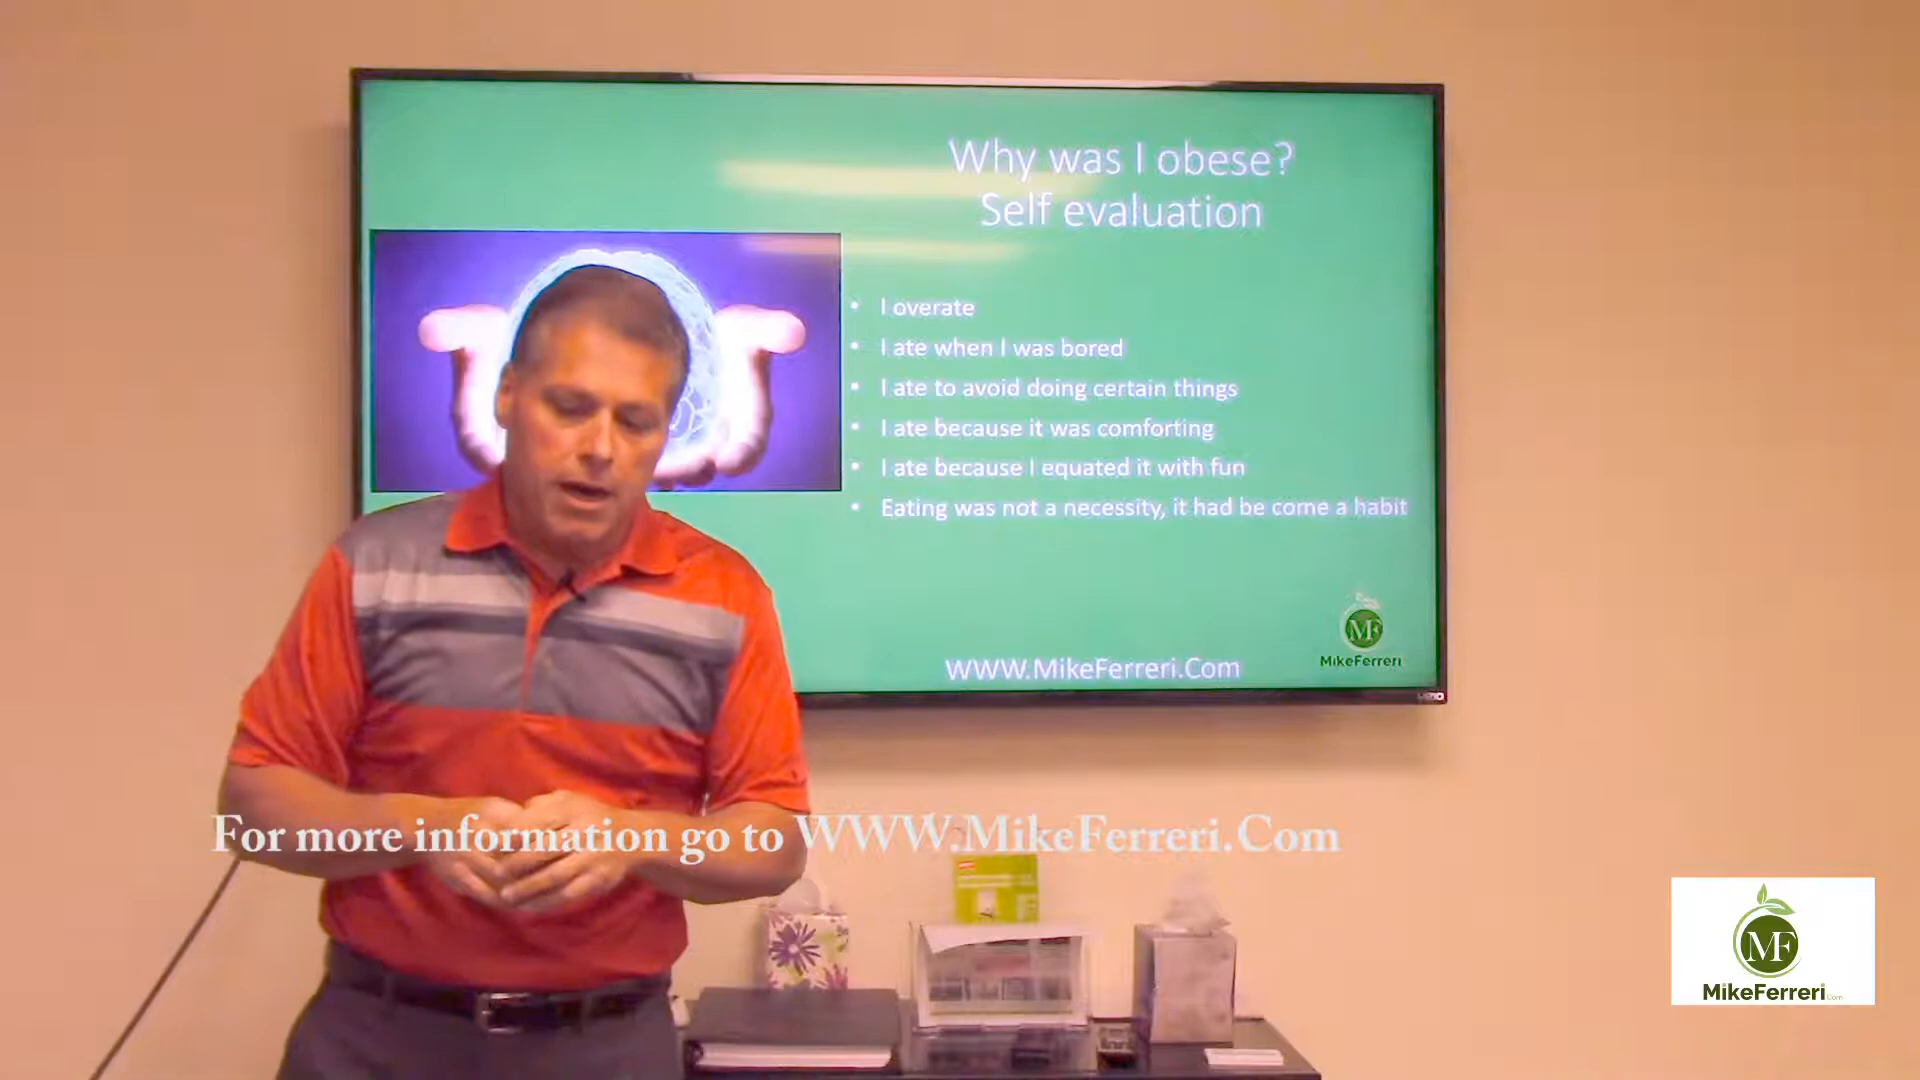 Why was I obese?
Self evaluation
• I overate
• I ate when I was bored
• I ate to avoid doing certain things
• I ate because it was comforting
• I ate because I equated it with fun
• Eating was not a necessity, it had be come a habit
MF
MikeFerreri
WWW.MikeFerreri.Com
VIZIO
For more information go to WWW.MikeFerreri.Com
MF
MikeFerreri.Com